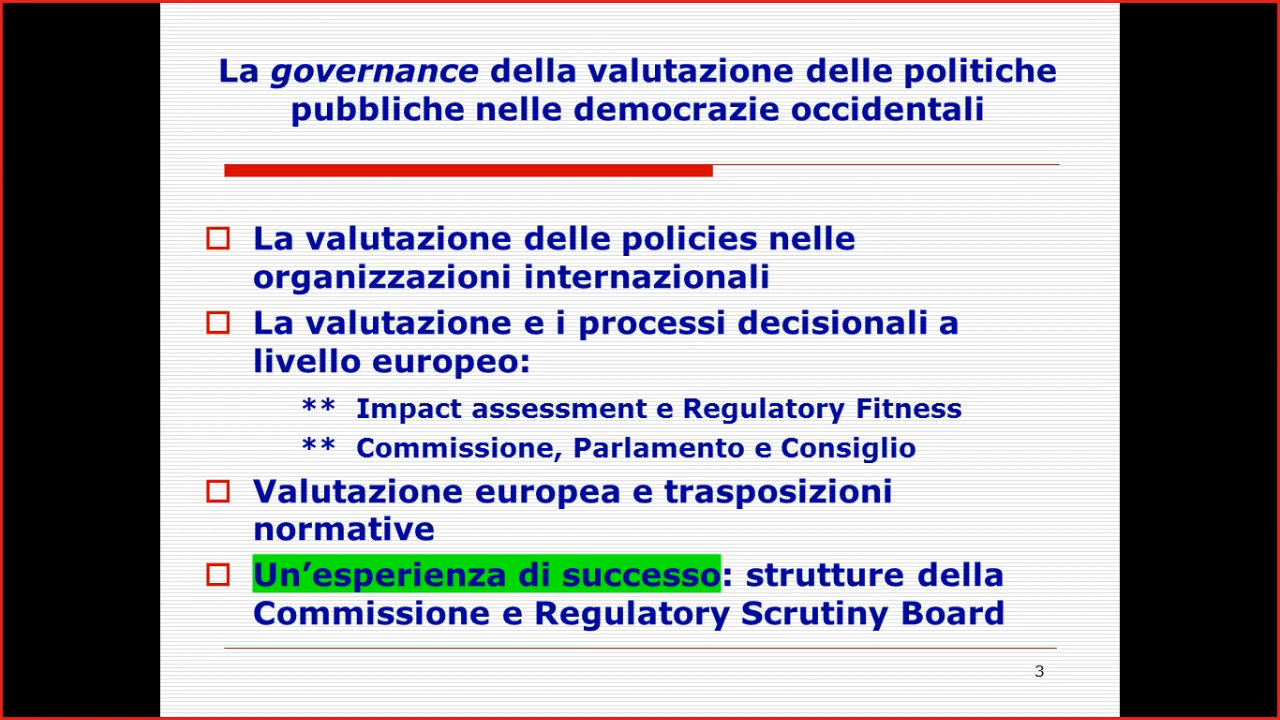 La governance della valutazione delle politiche
pubbliche nelle democrazie occidentali
La valutazione delle policies nelle
organizzazioni internazionali
La valutazione e i processi decisionali a
livello europeo:
** Impact assessment e Regulatory Fitness
** Commissione, Parlamento e Consiglio
Valutazione europea e trasposizioni
normative
Un’esperienza di successo: strutture della
Commissione e Regulatory Scrutiny Board
3